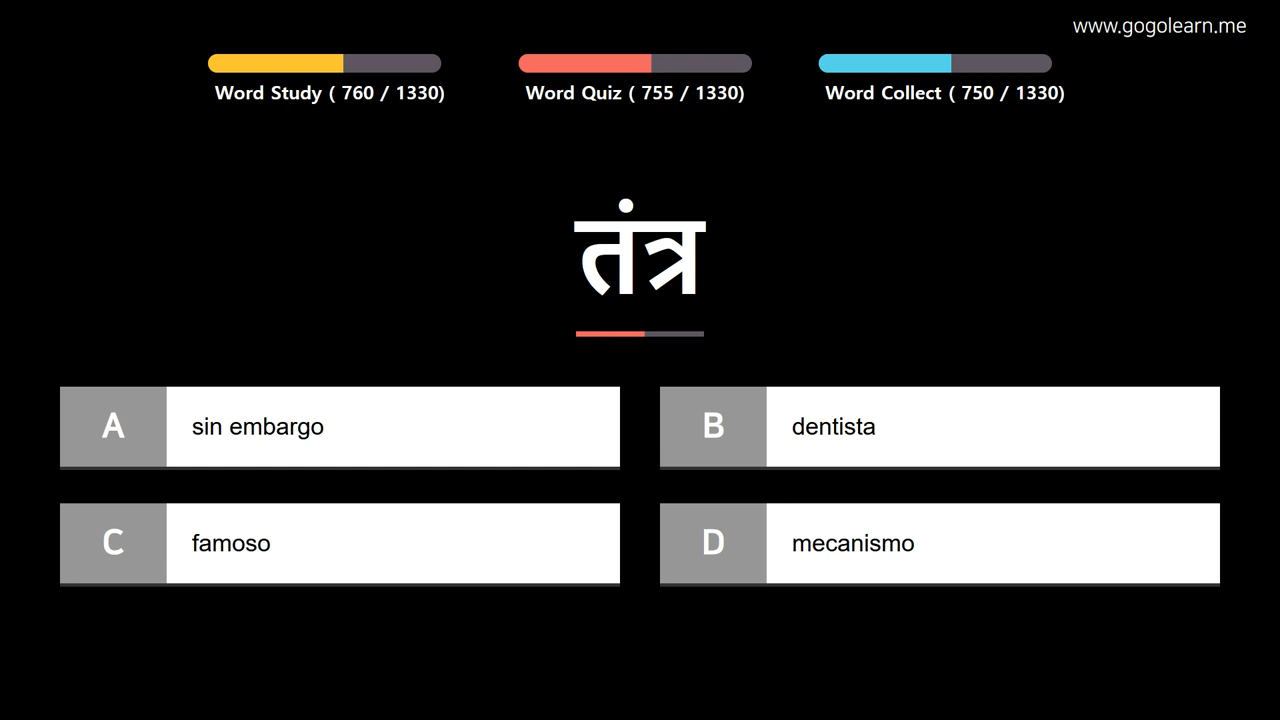 www.gogolearn.me
Word Study ( 760 / 1330)
Word Quiz ( 755 / 1330)
Word Collect ( 750 / 1330)
तंत्र
A sin embargo
B dentista
C famoso
D mecanismo